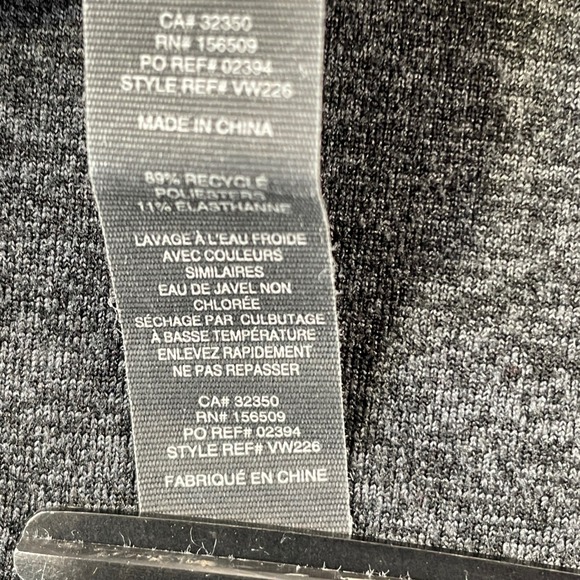 CA# 32350
RN# 156509
PO REF# 02394
STYLE REF# VW226
MADE IN CHINA
89% RECYCLÉ
POLIESTER
11% ÉLASTHANNE
LAVAGE À L'EAU FROIDE
AVEC COULEURS
SIMILAIRES
EAU DE JAVEL NON
CHLORÉE
SÉCHAGE PAR CULBUTAGE
À BASSE TEMPÉRATURE
ENLEVEZ RAPIDEMENT
NE PAS REPASSER
CA# 32350
RN# 156509
PO REF# 02394
STYLE REF# VW226
FABRIQUÉ EN CHINE